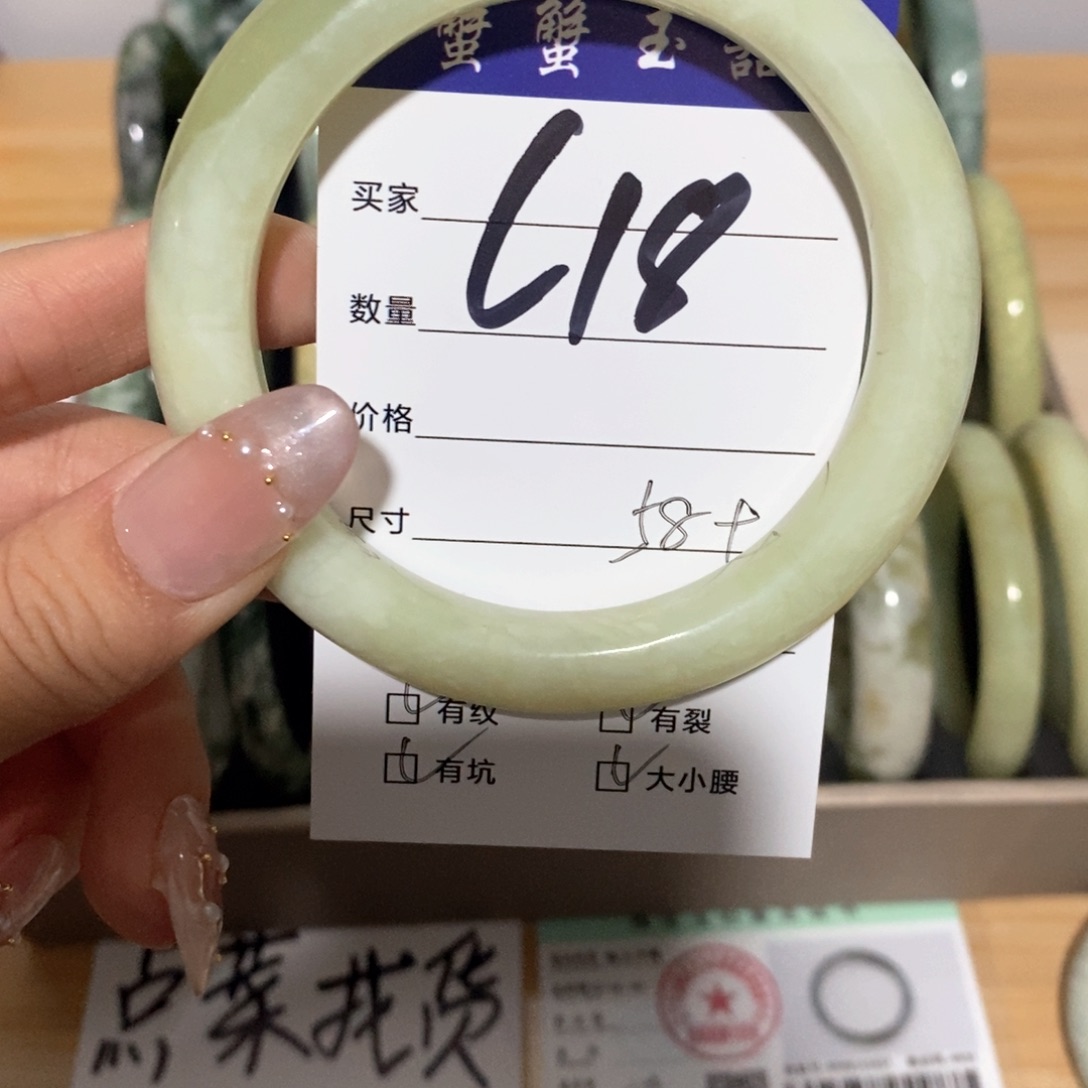 蟹蟹玉語
买家
L18
数量
价格
尺寸 58+
有纹 有裂
有坑 大小腰
点菜找货